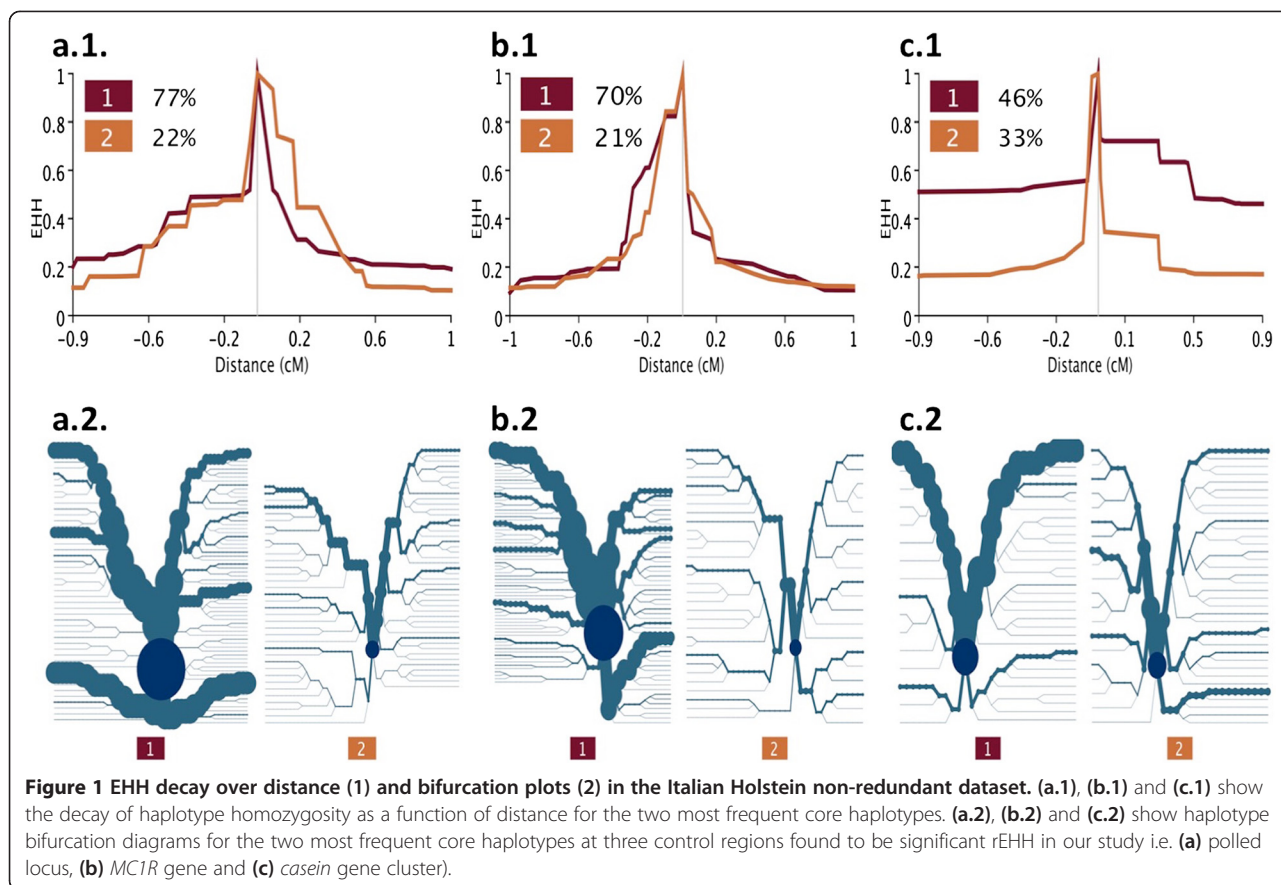 a.1.
1 77%
2 22%
EHH
1
0.8
0.6
0.4
0.2
0
−0.9 −0.6 −0.2 0.2 0.6 1
Distance (cM)
b.1
1 70%
2 21%
EHH
1
0.8
0.6
0.4
0.2
0
−1 −0.6 −0.2 0.2 0.6 1
Distance (cM)
c.1
1 46%
2 33%
EHH
1
0.8
0.6
0.4
0.2
0
−0.9 −0.6 −0.2 0.1 0.5 0.9
Distance (cM)
a.2.
1 2
b.2
1 2
c.2
1 2
Figure 1 EHH decay over distance (1) and bifurcation plots (2) in the Italian Holstein non-redundant dataset. (a.1), (b.1) and (c.1) show
the decay of haplotype homozygosity as a function of distance for the two most frequent core haplotypes. (a.2), (b.2) and (c.2) show haplotype
bifurcation diagrams for the two most frequent core haplotypes at three control regions found to be significant rEHH in our study i.e. (a) polled
locus, (b) MC1R gene and (c) casein gene cluster).